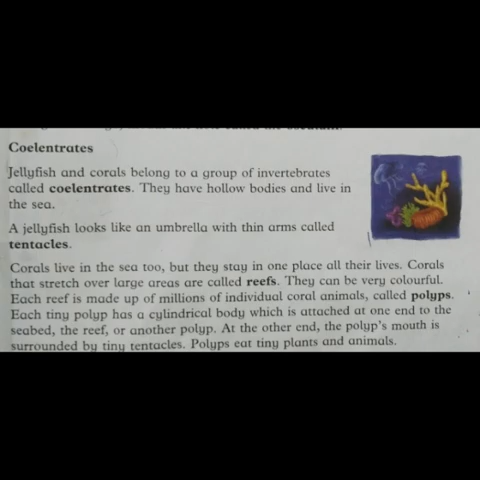 Coelentrates
Jellyfish and corals belong to a group of invertebrates
called coelentrates. They have hollow bodies and live in
the sea.
A jellyfish looks like an umbrella with thin arms called
tentacles.
Corals live in the sea too, but they stay in one place all their lives. Corals
that stretch over large areas are called reefs. They can be very colourful.
Each reef is made up of millions of individual coral animals, called polyps.
Each tiny polyp has a cylindrical body which is attached at one end to the
seabed, the reef, or another polyp. At the other end, the polyp's mouth is
surrounded by tiny tentacles. Polyps eat tiny plants and animals.